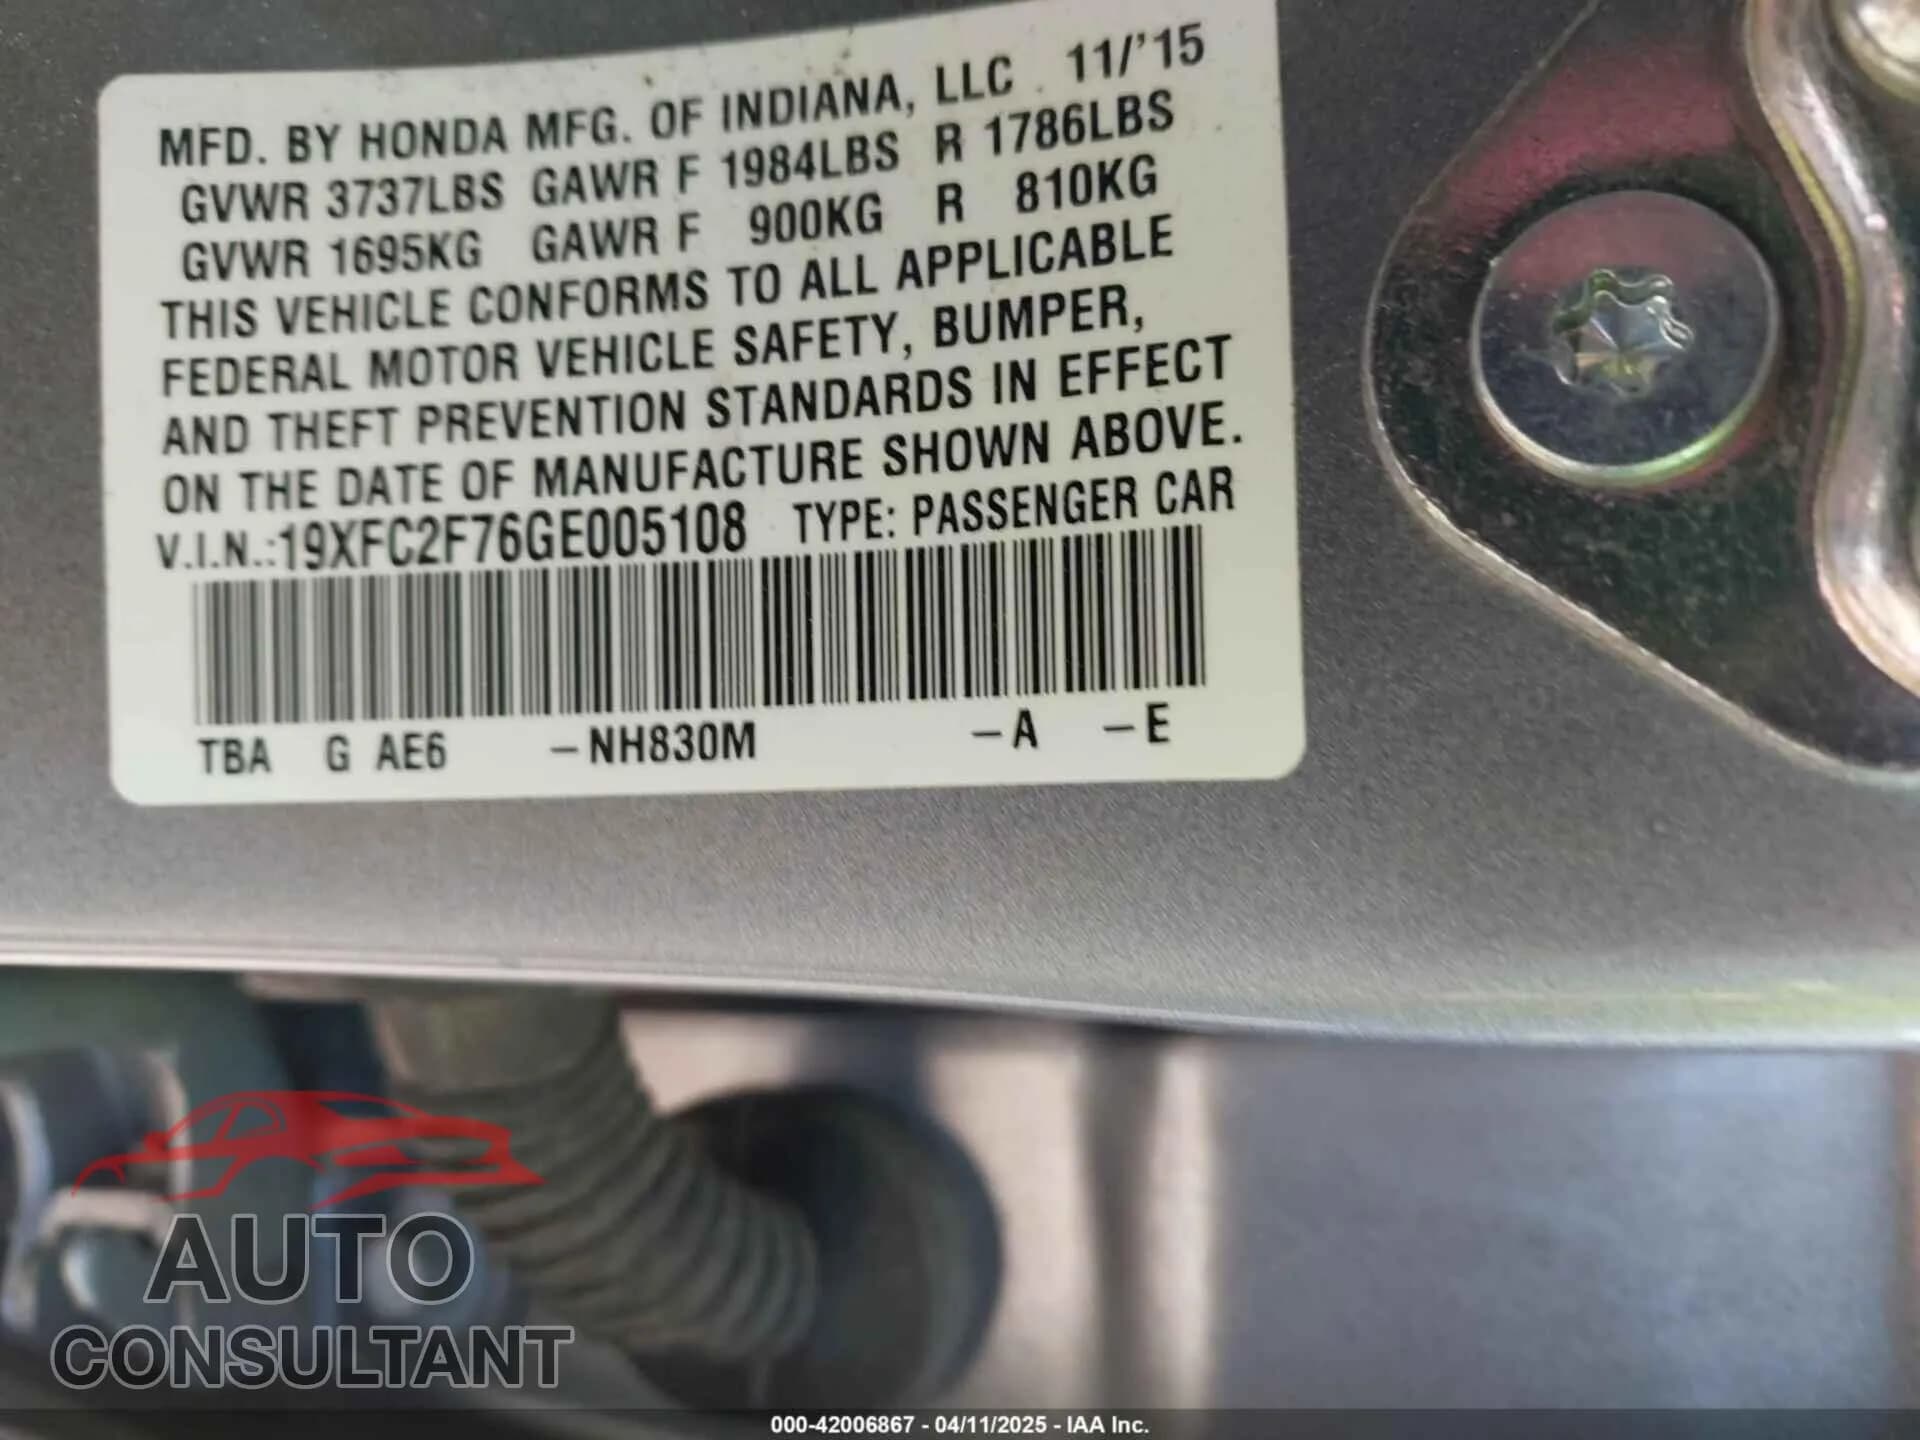 MFD. BY HONDA MFG. OF INDIANA, LLC 11/'15
GVWR 3737LBS GAWR F 1984LBS R 1786LBS
GVWR 1695KG GAWR F 900KG R 810KG
THIS VEHICLE CONFORMS TO ALL APPLICABLE
FEDERAL MOTOR VEHICLE SAFETY, BUMPER,
AND THEFT PREVENTION STANDARDS IN EFFECT
ON THE DATE OF MANUFACTURE SHOWN ABOVE.
V.I.N.:19XFC2F76GE005108 TYPE: PASSENGER CAR
TBA G AE6 –NH830M –A –E
AUTO
CONSULTANT
000-42006867 - 04/11/2025 - IAA Inc.